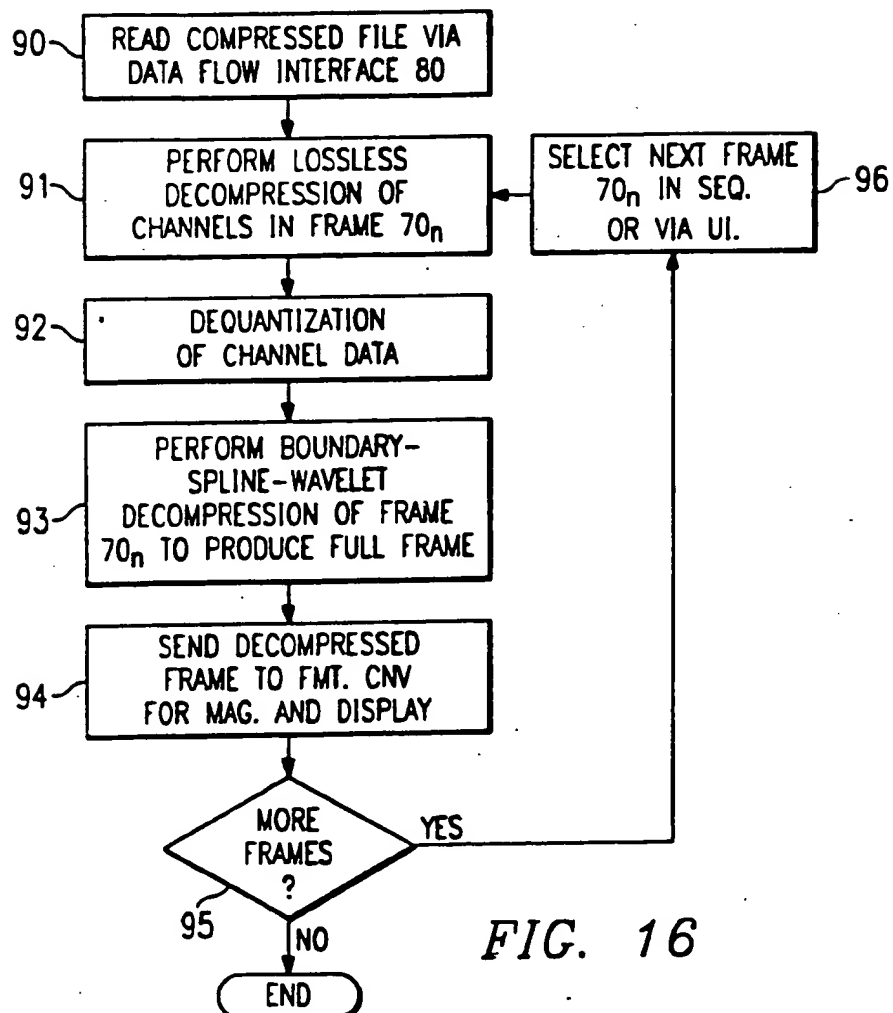 90
READ COMPRESSED FILE VIA
DATA FLOW INTERFACE 80
91
PERFORM LOSSLESS
DECOMPRESSION OF
CHANNELS IN FRAME 70n
SELECT NEXT FRAME
70n IN SEQ.
OR VIA UI.
96
92
DEQUANTIZATION
OF CHANNEL DATA
93
PERFORM BOUNDARY-
SPLINE-WAVELET
DECOMPRESSION OF FRAME
70n TO PRODUCE FULL FRAME
94
SEND DECOMPRESSED
FRAME TO FMT. CNV
FOR MAG. AND DISPLAY
MORE
FRAMES
?
YES
95
NO
END
FIG. 16